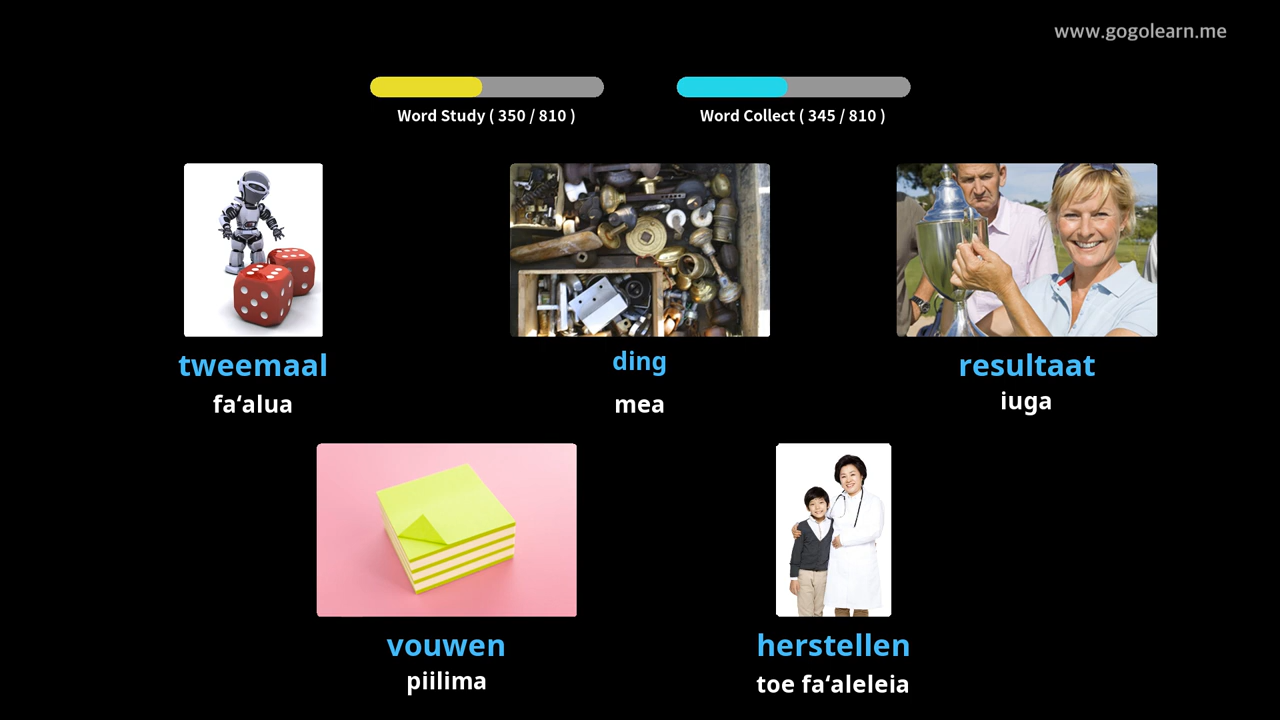 www.gogolearn.me
Word Study ( 350 / 810 )
Word Collect ( 345 / 810 )
tweemaal
fa‘alua
ding
mea
resultaat
iuga
vouwen
piilima
herstellen
toe fa‘aleleia